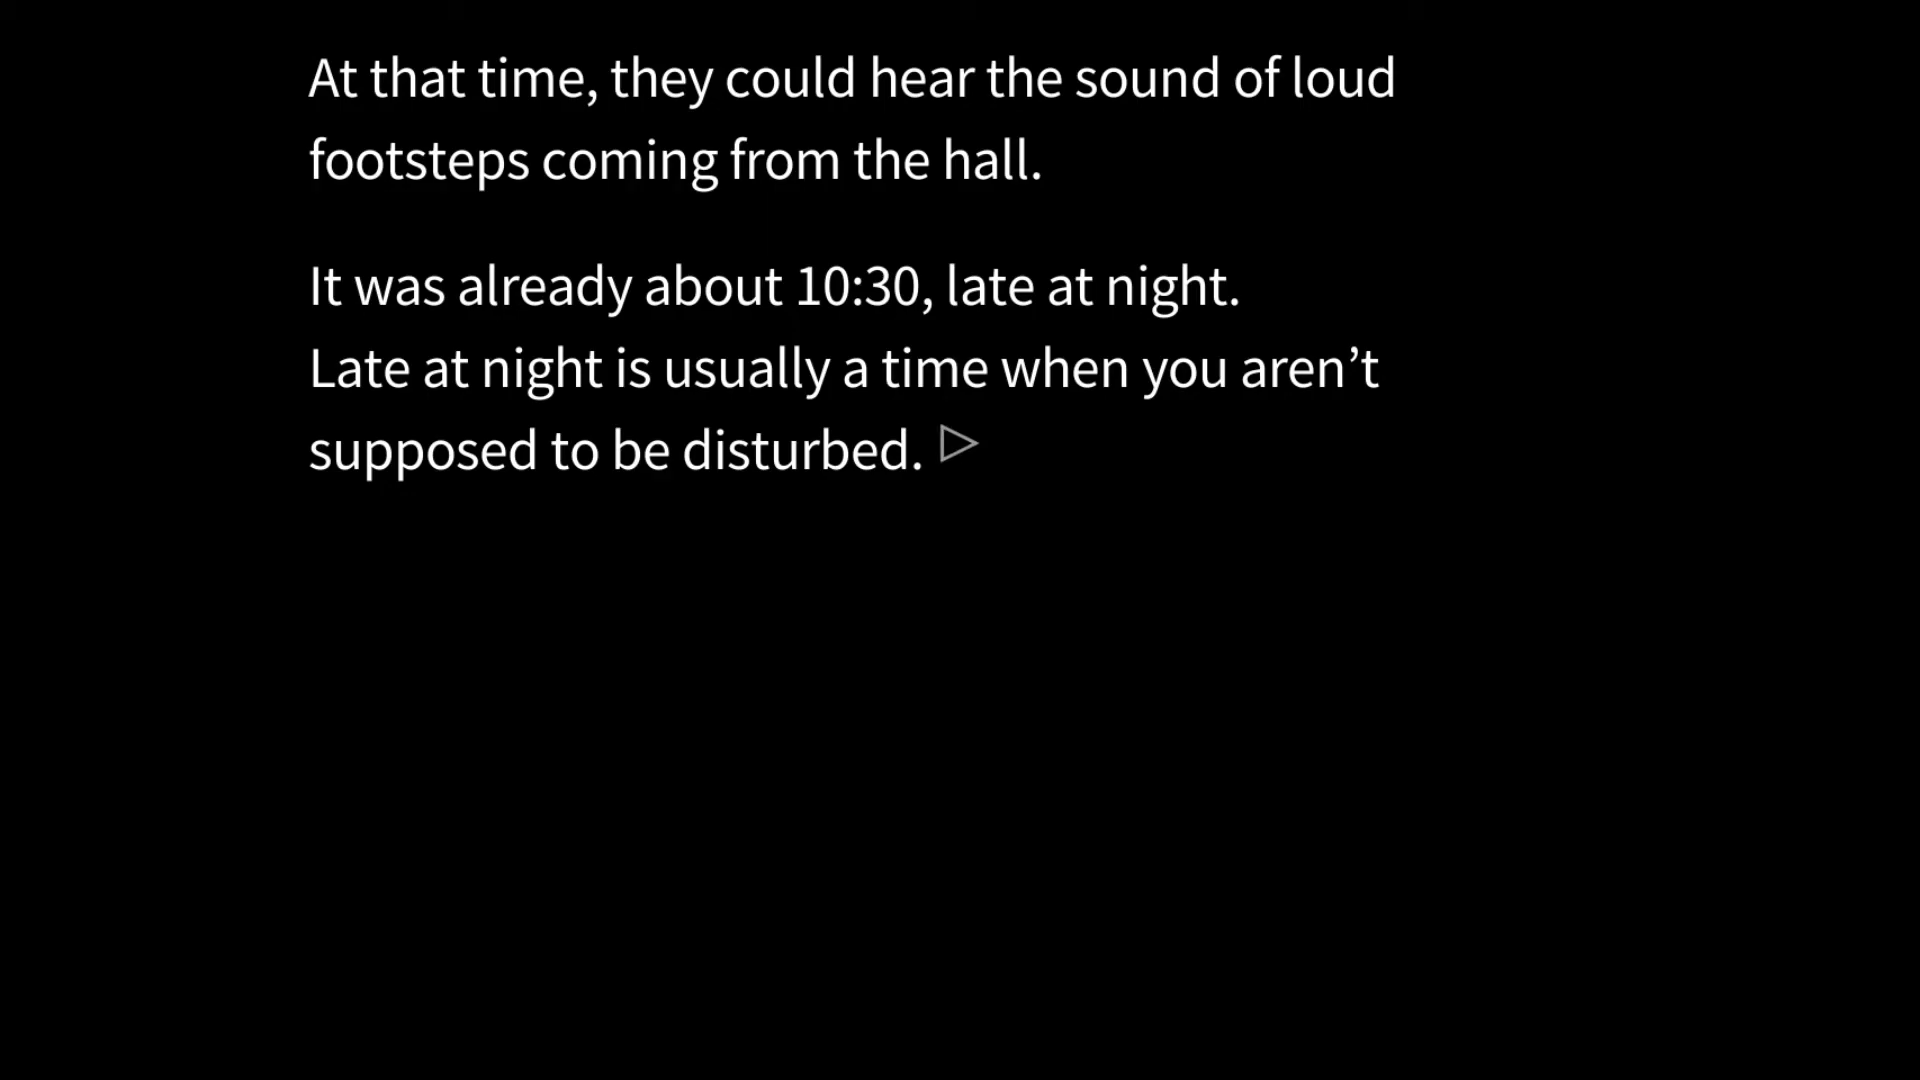 At that time, they could hear the sound of loud
footsteps coming from the hall.
It was already about 10:30, late at night.
Late at night is usually a time when you aren’t
supposed to be disturbed.